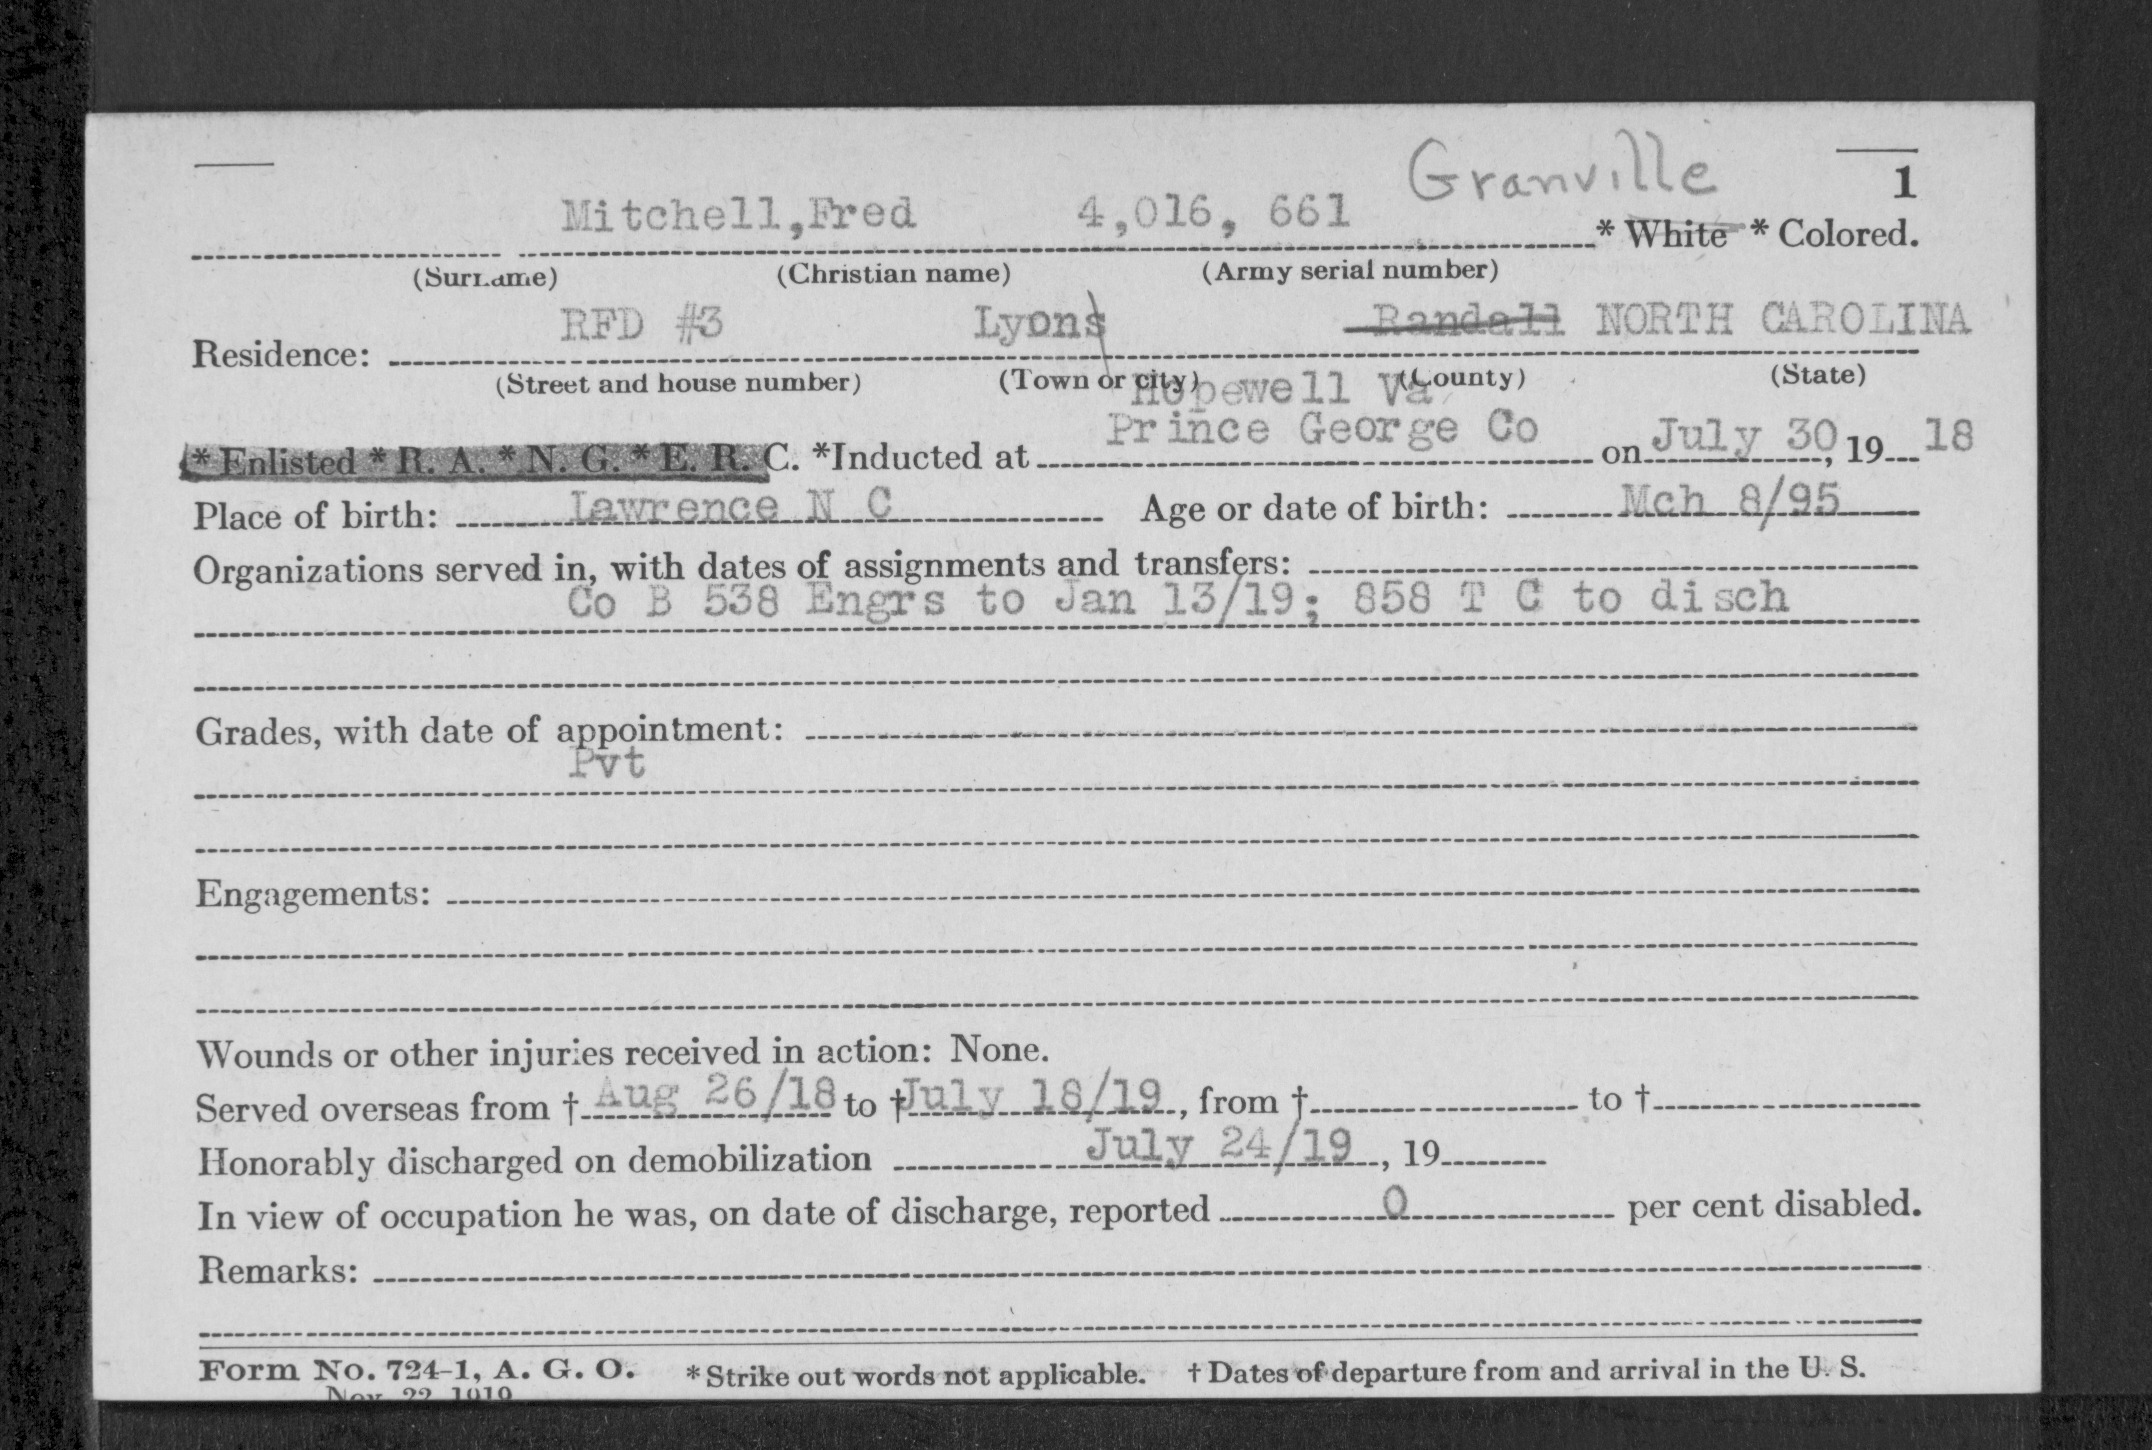 Granville
1
Mitchell,Fred 4,016, 661 * White * Colored.
(Surname) (Christian name) (Army serial number)
RFD #3 Lyons Randall NORTH CAROLINA
Residence:
(Street and house number) (Town or city) (County) (State)
Hopewell Va
Prince George Co
* Enlisted * R. A. * N. G. * E. R. C. *Inducted at on July 30, 19 18
Place of birth: Lawrence N C Age or date of birth: Mch 8/95
Organizations served in, with dates of assignments and transfers:
Co B 538 Engrs to Jan 13/19; 858 T C to disch
Grades, with date of appointment:
Pvt
Engagements:
Wounds or other injuries received in action: None.
Served overseas from † Aug 26/18 to † July 18/19, from † to †
Honorably discharged on demobilization July 24/19, 19
In view of occupation he was, on date of discharge, reported 0 per cent disabled.
Remarks:
Form No. 724-1, A. G. O. * Strike out words not applicable. † Dates of departure from and arrival in the U. S.
Nov. 22, 1919